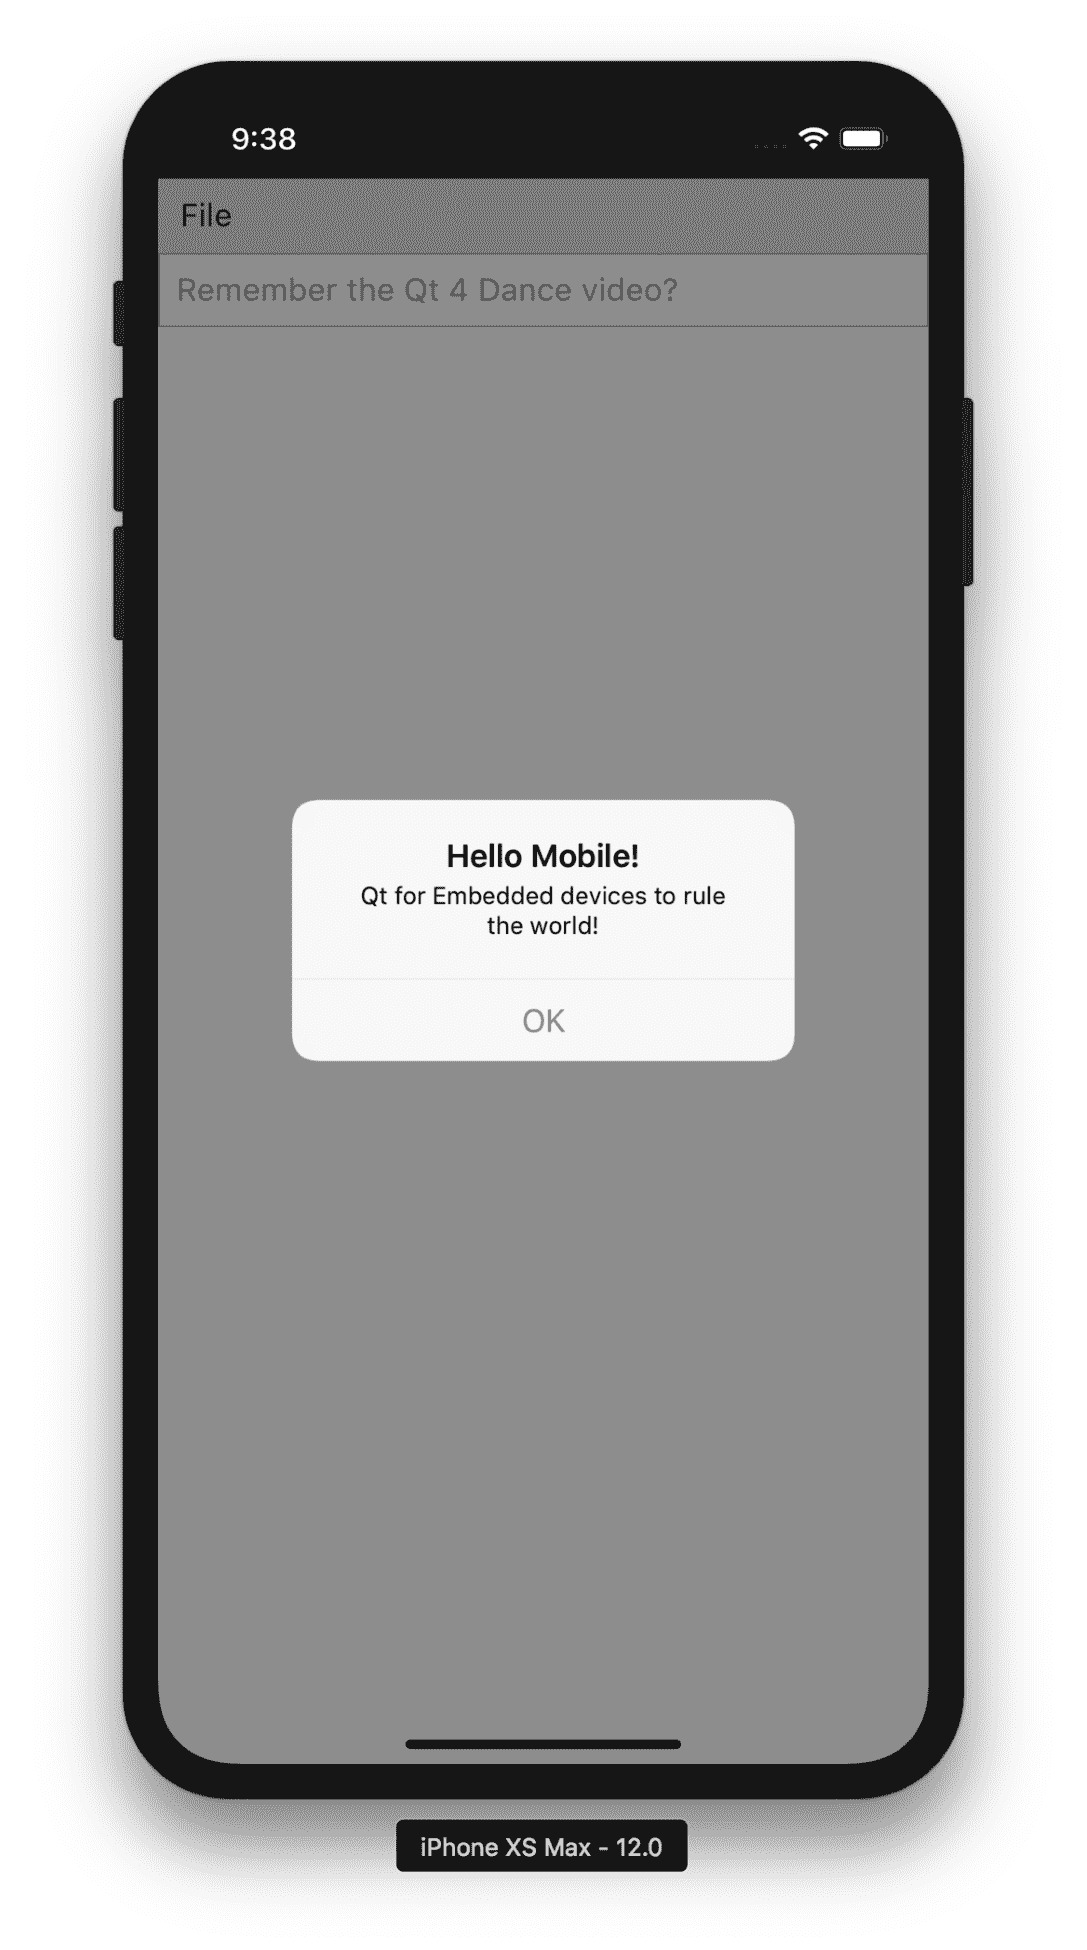 9:38
File
Remember the Qt 4 Dance video?
Hello Mobile!
Qt for Embedded devices to rule
the world!
OK
iPhone XS Max - 12.0